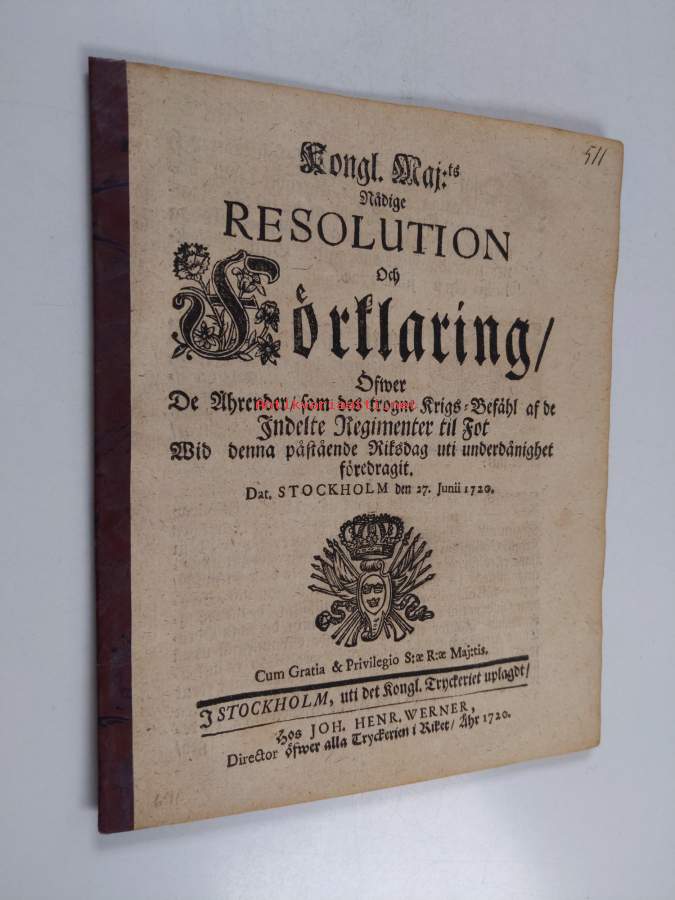 511
Kongl. Maj:ts
Nådige
RESOLUTION
Och
Förklaring/
Öfwer
De Ährender/ som des trogne Krigs-Befähl af de
Indelte Regimenter til Fot
Wid denna påstående Riksdag uti underdånighet
föredragit.
Dat. STOCKHOLM den 27. Junii 1720.
Cum Gratia & Privilegio S:æ R:æ Maj:tis.
I STOCKHOLM, uti det Kongl. Tryckeriet uplagdt/
Hos JOH. HENR. WERNER,
Director öfwer alla Tryckerien i Riket/ Åhr 1720.